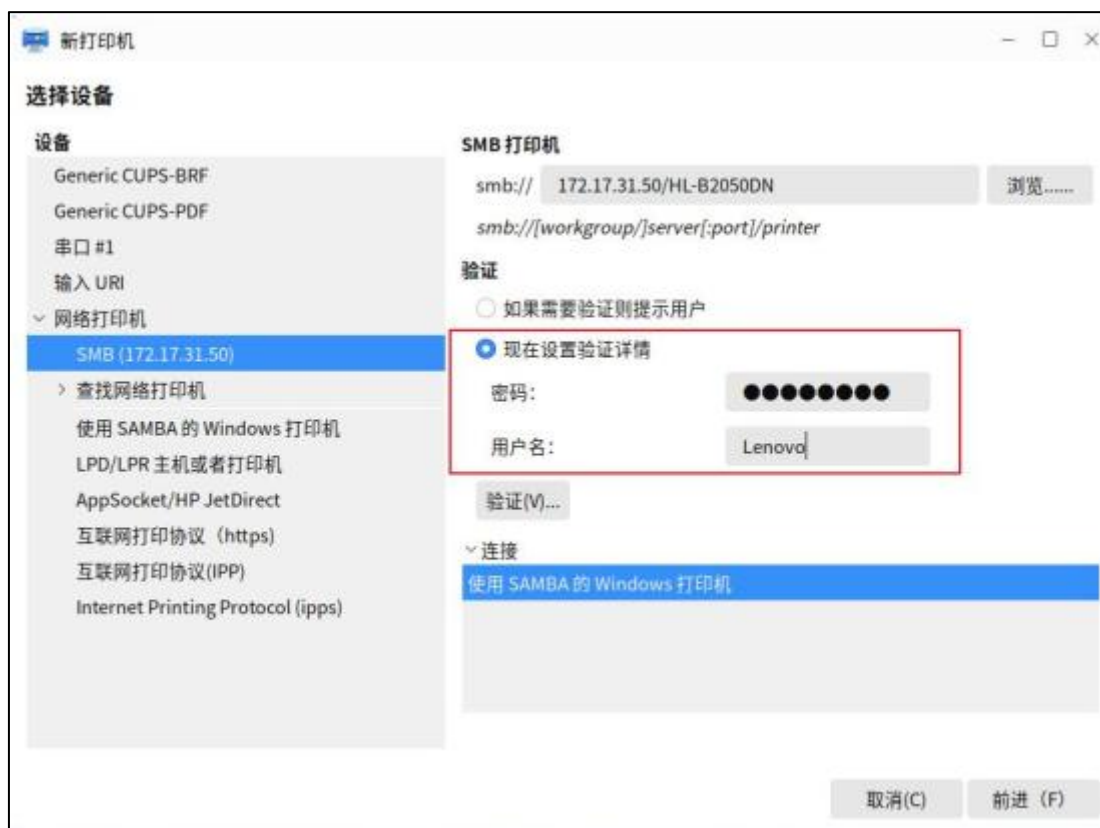 新打印机
选择设备
设备
Generic CUPS-BRF
Generic CUPS-PDF
串口 #1
输入 URI
网络打印机
SMB (172.17.31.50)
查找网络打印机
使用 SAMBA 的 Windows 打印机
LPD/LPR 主机或者打印机
AppSocket/HP JetDirect
互联网打印协议（https)
互联网打印协议(IPP)
Internet Printing Protocol (ipps)
SMB 打印机
smb:// 172.17.31.50/HL-B2050DN 浏览......
smb://[workgroup/]server[:port]/printer
验证
如果需要验证则提示用户
现在设置验证详情
密码： ●●●●●●●●
用户名： Lenovo
验证(V)...
连接
使用 SAMBA 的 Windows 打印机
取消(C) 前进（F）